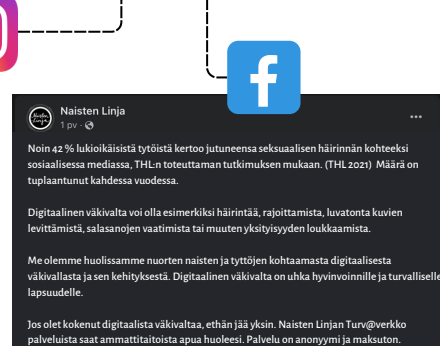 Naisten Linja
1 pv ·
Noin 42 % lukioikäisistä tytöistä kertoo jutuneensa seksuaalisen häirinnän kohteeksi
sosiaalisessa mediassa, THL:n toteuttaman tutkimuksen mukaan. (THL 2021) Määrä on
tuplaantunut kahdessa vuodessa.
Digitaalinen väkivalta voi olla esimerkiksi häirintää, rajoittamista, luvatonta kuvien
levittämistä, salasanojen vaatimista tai muuten yksityisyyden loukkaamista.
Me olemme huolissamme nuorten naisten ja tyttöjen kohtaamasta digitaalisesta
väkivallasta ja sen kehityksestä. Digitaalinen väkivalta on uhka hyvinvoinnille ja turvalliselle
lapsuudelle.
Jos olet kokenut digitaalista väkivaltaa, ethän jää yksin. Naisten Linjan Turv@verkko
palveluista saat ammattitaitoista apua huoleesi. Palvelu on anonyymi ja maksuton.